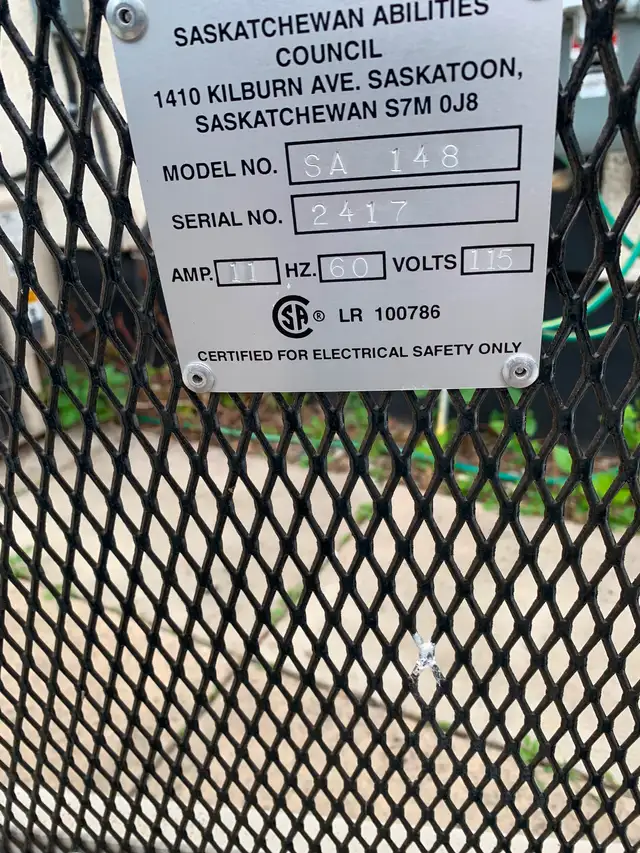 SASKATCHEWAN ABILITIES
COUNCIL
1410 KILBURN AVE. SASKATOON,
SASKATCHEWAN S7M 0J8
MODEL NO. SA 148
SERIAL NO. 2417
AMP. 11 HZ. 60 VOLTS 115
SA ® LR 100786
CERTIFIED FOR ELECTRICAL SAFETY ONLY